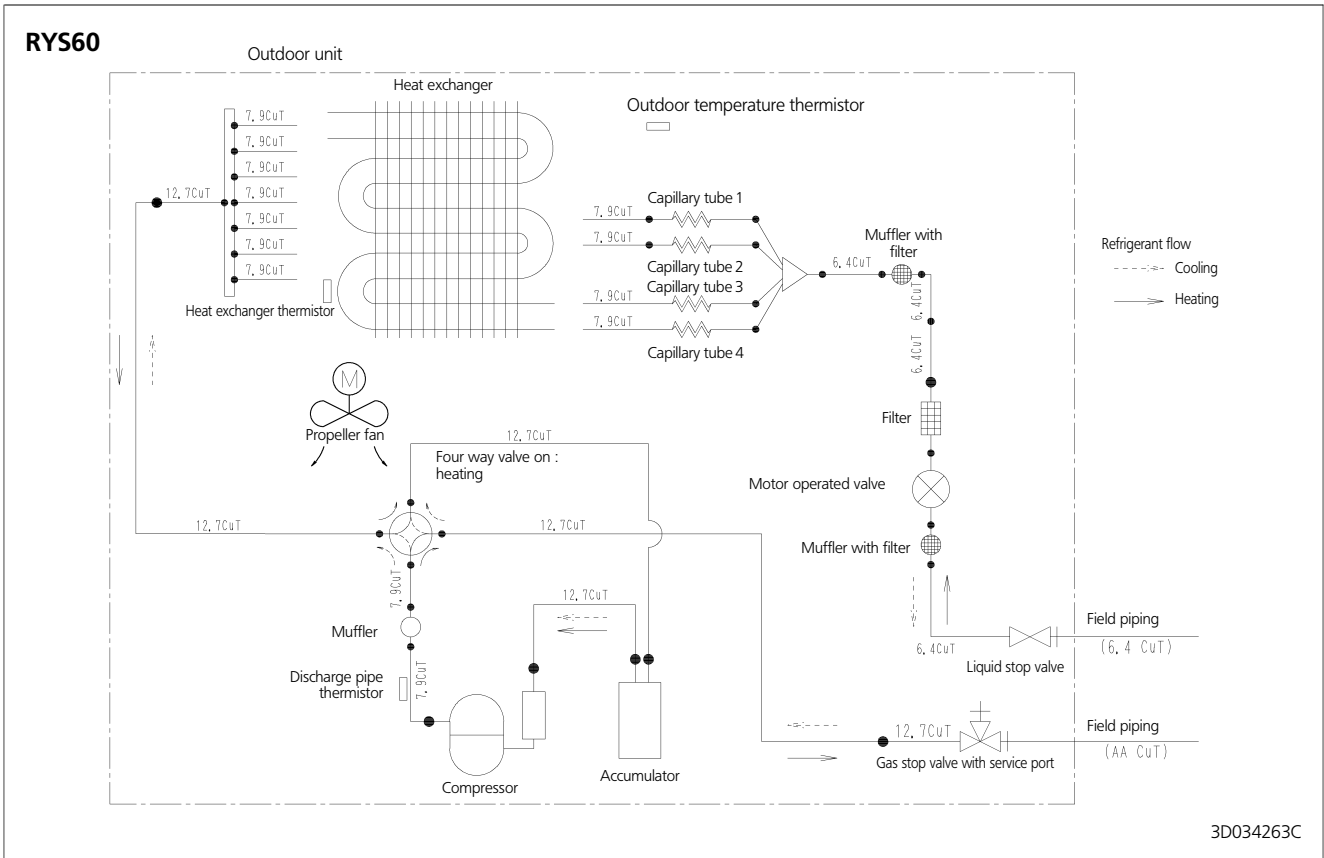 RYS60
Outdoor unit
Heat exchanger
Outdoor temperature thermistor
7.9CuT
7.9CuT
7.9CuT
7.9CuT
7.9CuT
7.9CuT
7.9CuT
12.7CuT
Heat exchanger thermistor
Capillary tube 1
7.9CuT
7.9CuT
Capillary tube 2
Capillary tube 3
7.9CuT
7.9CuT
Capillary tube 4
6.4CuT
Muffler with
filter
6.4CuT
6.4CuT
Refrigerant flow
Cooling
Heating
M
Propeller fan
Filter
12.7CuT
Four way valve on :
heating
Motor operated valve
12.7CuT
12.7CuT
Muffler with filter
7.9CuT
Muffler
12.7CuT
Discharge pipe
thermistor
7.9CuT
Compressor
Accumulator
6.4CuT
Liquid stop valve
Field piping
(6.4 CuT)
12.7CuT
Gas stop valve with service port
Field piping
(AA CuT)
3D034263C